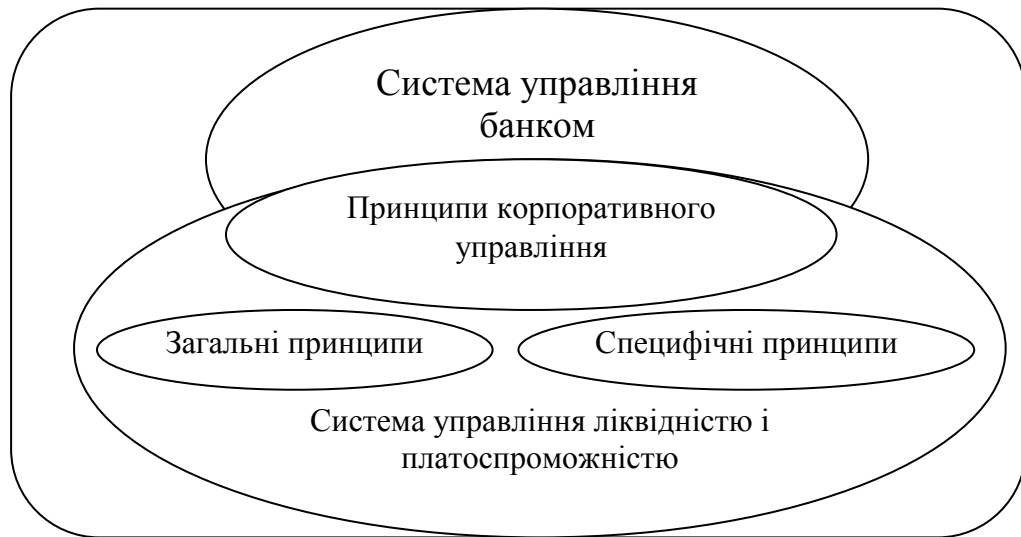 Система управління
банком
Принципи корпоративного
управління
Загальні принципи
Специфічні принципи
Система управління ліквідністю і
платоспроможністю